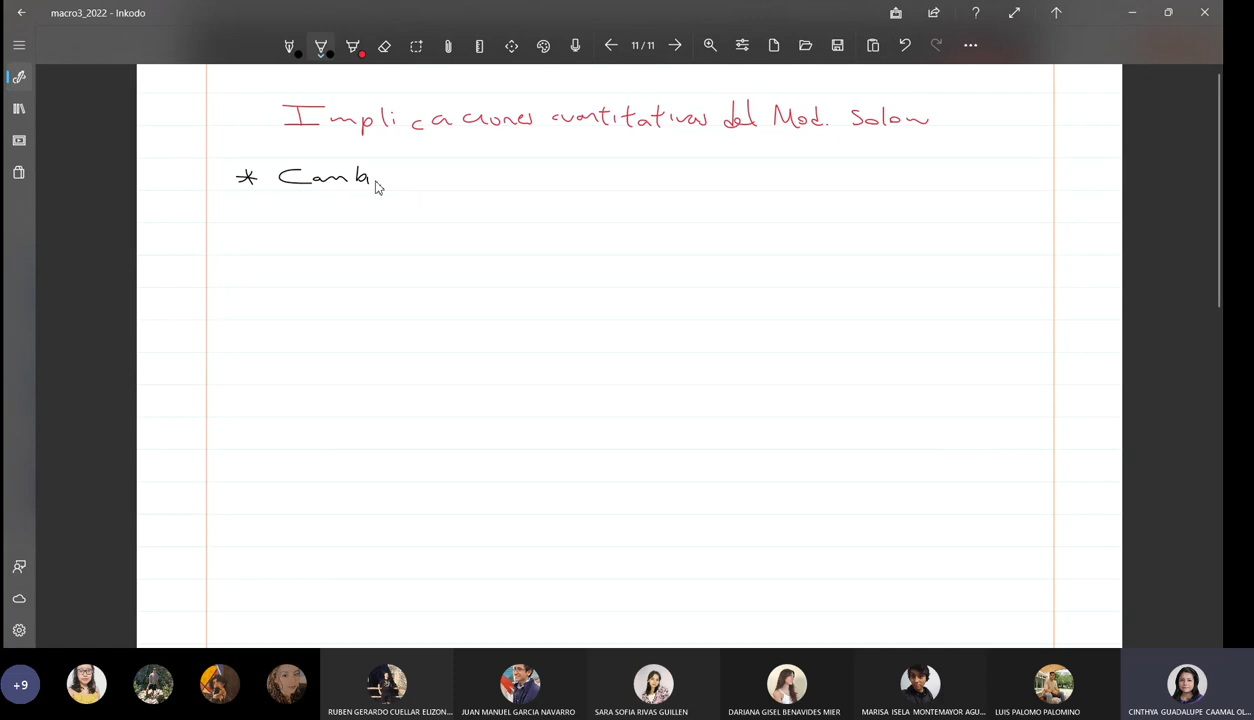 macro3_2022 - Inkodo
11 / 11
Implicaciones cuantitativas del Mod. Solow
* Camb
+9
RUBEN GERARDO CUELLAR ELIZON...
JUAN MANUEL GARCIA NAVARRO
SARA SOFIA RIVAS GUILLEN
DARIANA GISEL BENAVIDES MIER
MARISA ISELA MONTEMAYOR AGU...
LUIS PALOMO PALOMINO
CINTHYA GUADALUPE CAAMAL OL...